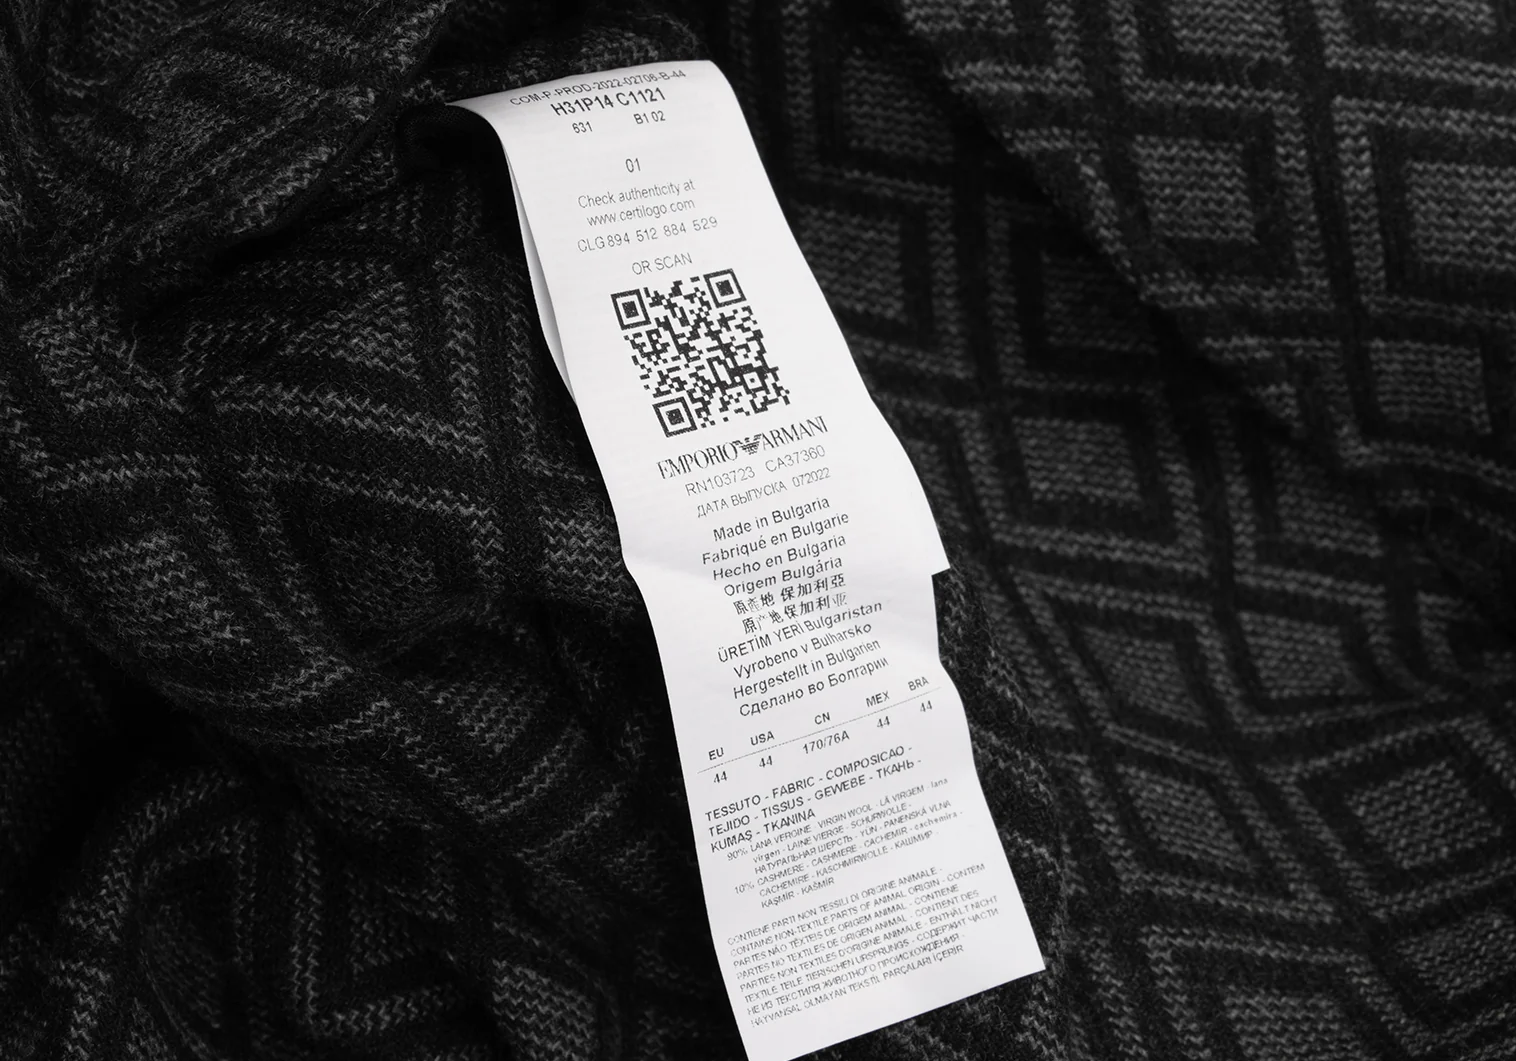 COM-P-PROD-2022-02706-B-44
H31P14 C1121
631 B1 02
01
Check authenticity at
www.certilogo.com
CLG 894 512 884 529
OR SCAN
EMPORIO ARMANI
RN103723 CA37360
ДАТА ВЫПУСКА 072022
Made in Bulgaria
Fabriqué en Bulgarie
Hecho en Bulgaria
Origem Bulgária
原產地 保加利亞
原产地 保加利亚
ÜRETİM YERİ Bulgaristan
Vyrobeno v Bulharsko
Hergestellt in Bulgarien
Сделано во Болгарии
EU USA CN MEX BRA
44 44 170/76A 44 44
TESSUTO - FABRIC - COMPOSICAO -
TEJIDO - TISSUS - GEWEBE - ТКАНЬ -
KUMAŞ - TKANINA
90% LANA VERGINE - VIRGIN WOOL - LÃ VIRGEM - lana
virgen - LAINE VIERGE - SCHURWOLLE -
НАТУРАЛЬНАЯ ШЕРСТЬ - YÜN - PANENSKÁ VLNA
10% CASHMERE - CASHMERE - CACHEMIR - cachemira -
CACHEMIRE - KASCHMIRWOLLE - КАШМИР -
KAŞMİR - KAŠMÍR
CONTIENE PARTI NON TESSILI DI ORIGINE ANIMALE -
CONTAINS NON-TEXTILE PARTS OF ANIMAL ORIGIN - CONTÉM
PARTES NÃO TÊXTEIS DE ORIGEM ANIMAL - CONTIENE
PARTES NO TEXTILES DE ORIGEN ANIMAL - CONTIENT DES
PARTIES NON TEXTILES D'ORIGINE ANIMALE - ENTHÄLT NICHT
TEXTILE TEILE TIERISCHEN URSPRUNGS - СОДЕРЖИТ ЧАСТИ
НЕ ИЗ ТЕКСТИЛЯ ЖИВОТНОГО ПРОИСХОЖДЕНИЯ -
HAYVANSAL OLMAYAN TEKSTİL PARÇALARI İÇERİR